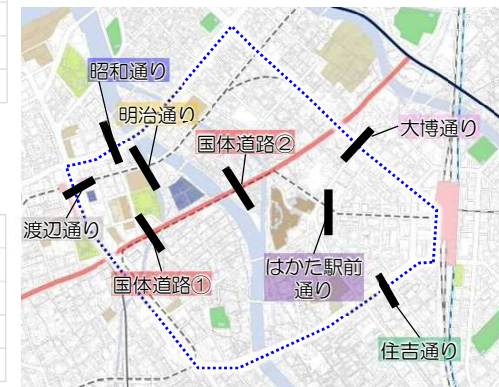 昭和通り
明治通り
国体道路②
大博通り
渡辺通り
国体道路①
はかた駅前
通り
住吉通り